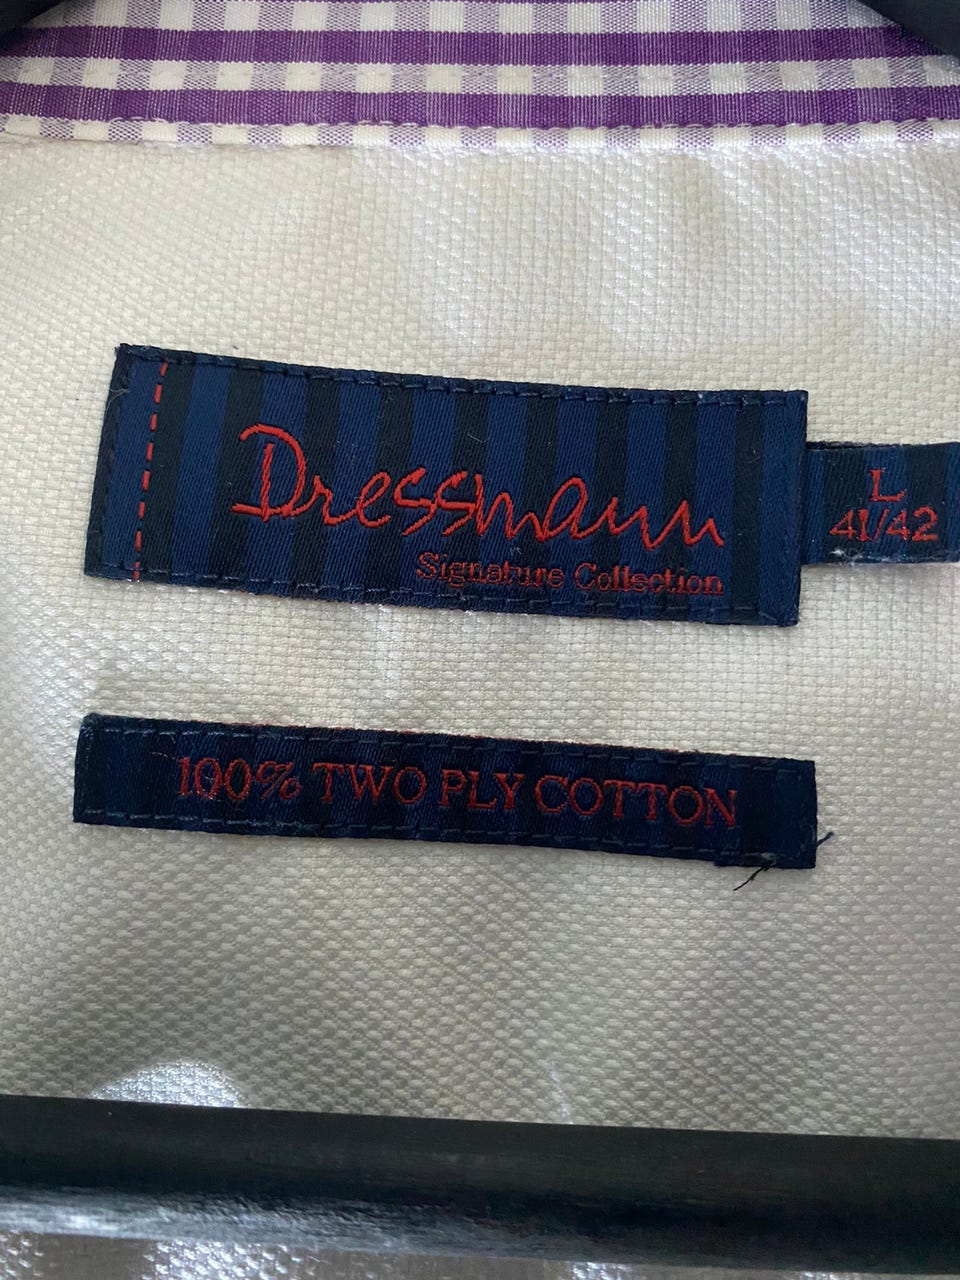 Dressmann
Signature Collection
L
41/42
100% TWO PLY COTTON